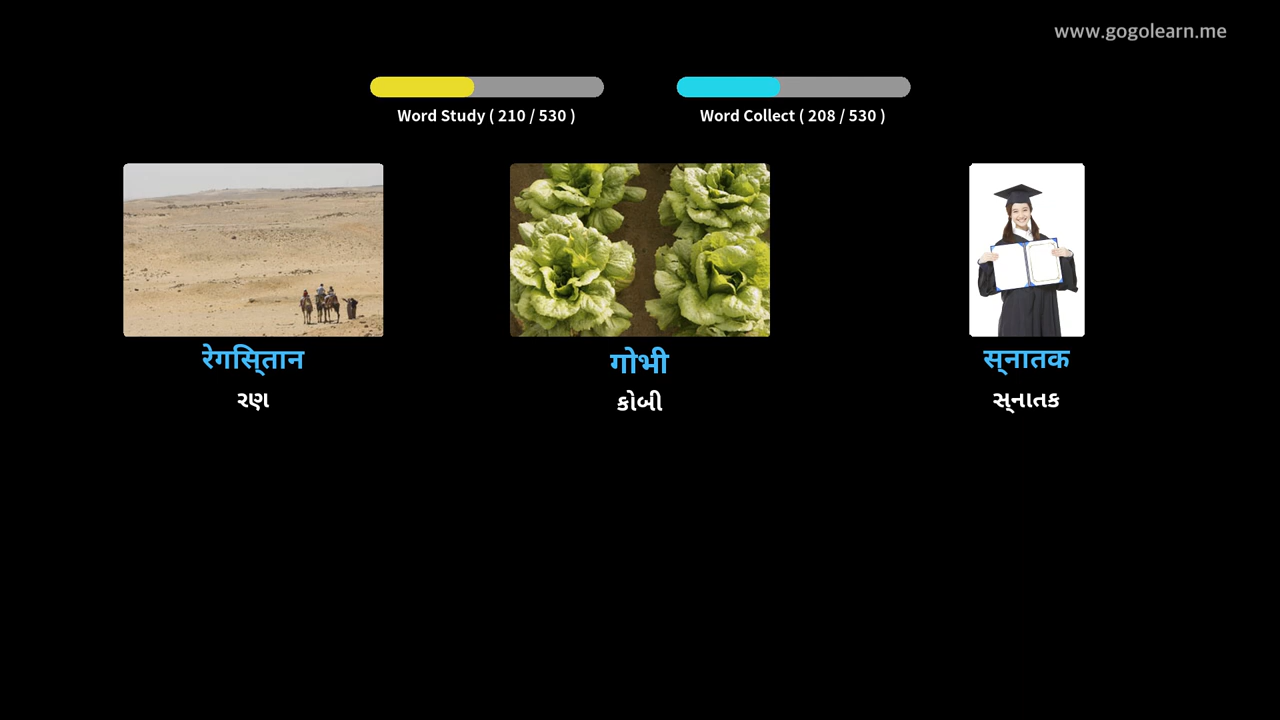 www.gogolearn.me
Word Study ( 210 / 530 )
Word Collect ( 208 / 530 )
रेगिस्तान
રણ
गोभी
કોબી
स्नातक
સ્નાતક